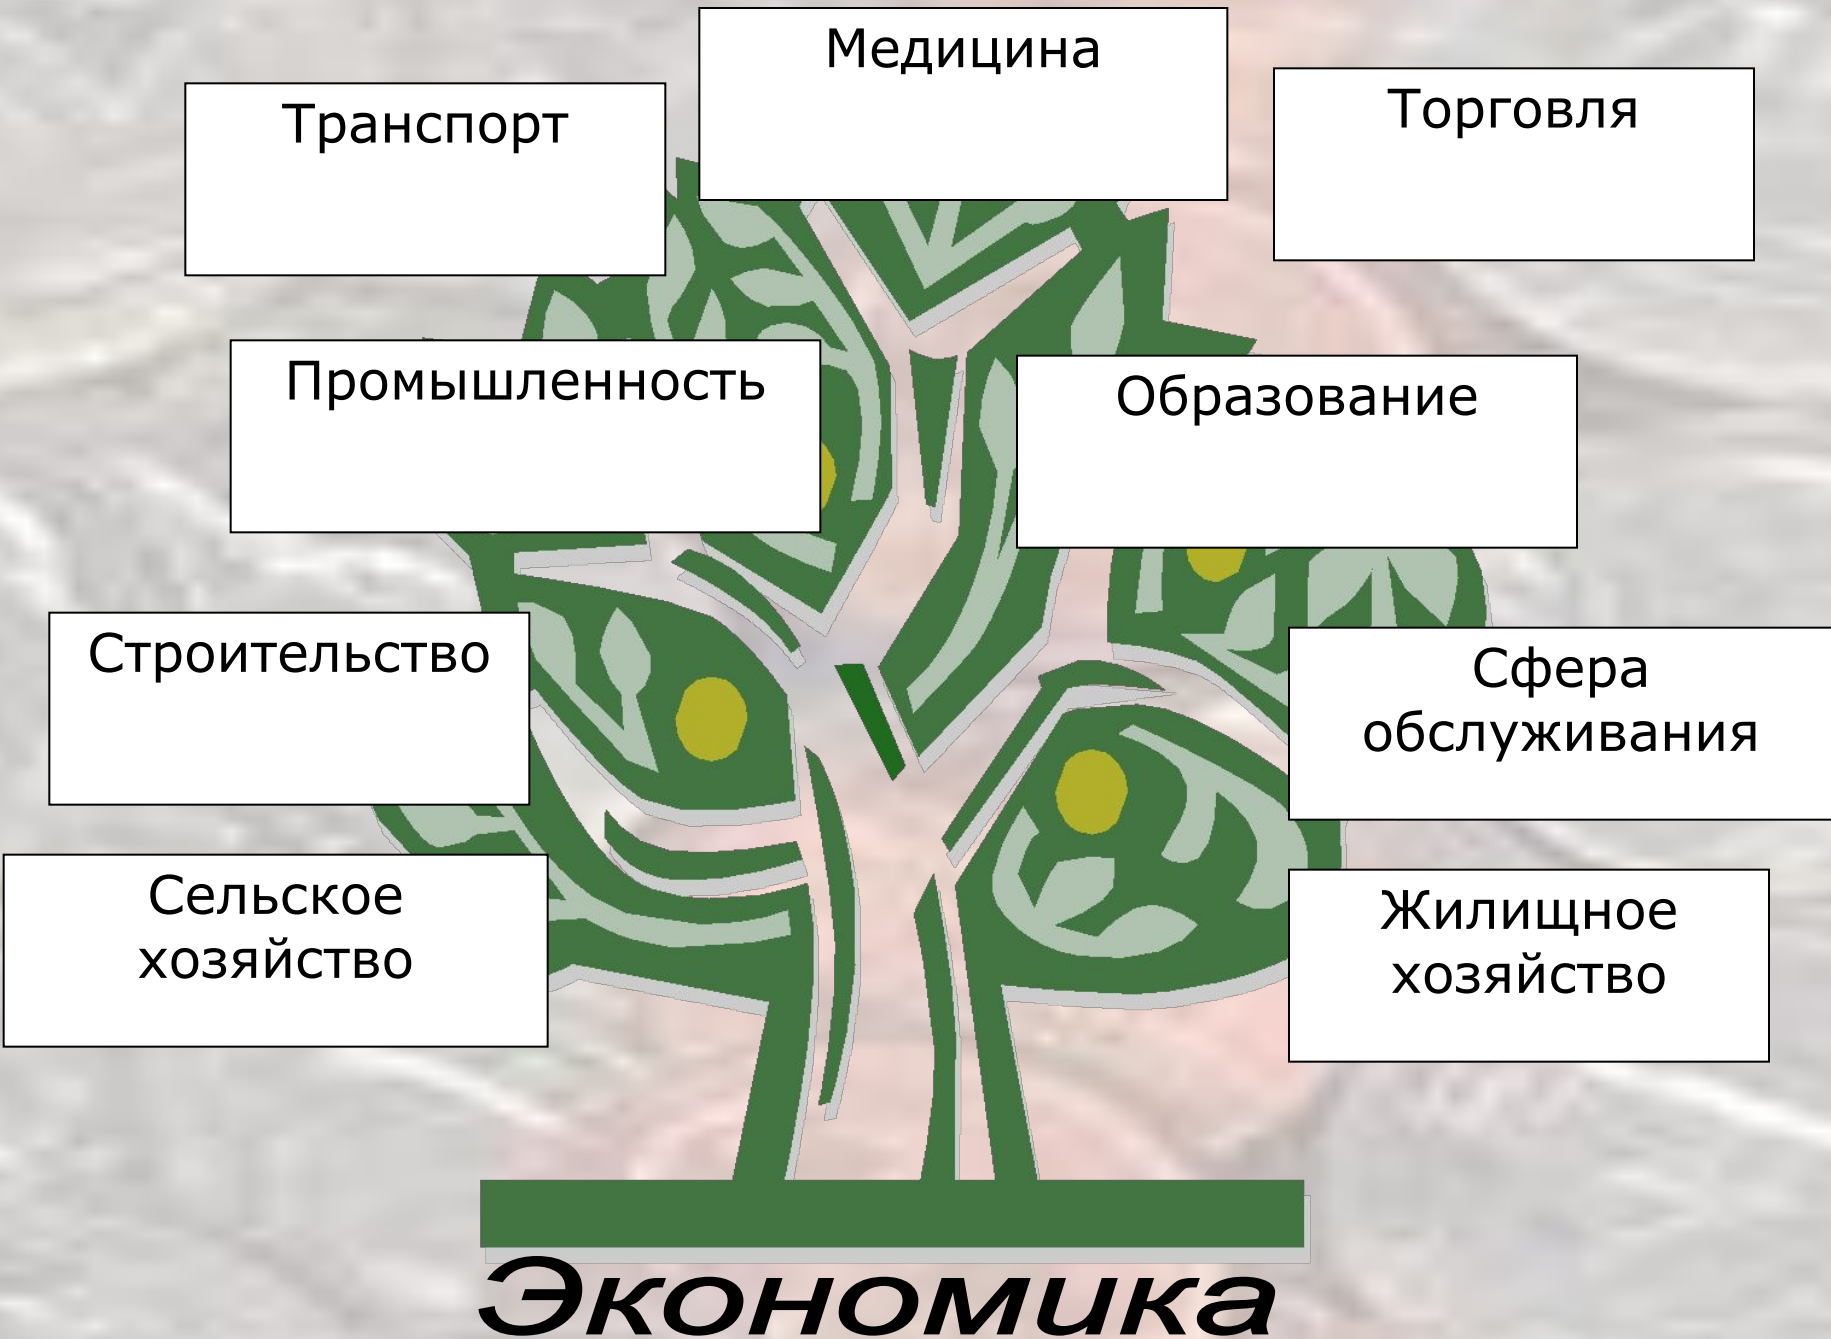 Медицина
Транспорт
Торговля
Промышленность
Образование
Строительство
Сфера
обслуживания
Сельское
хозяйство
Жилищное
хозяйство
Экономика